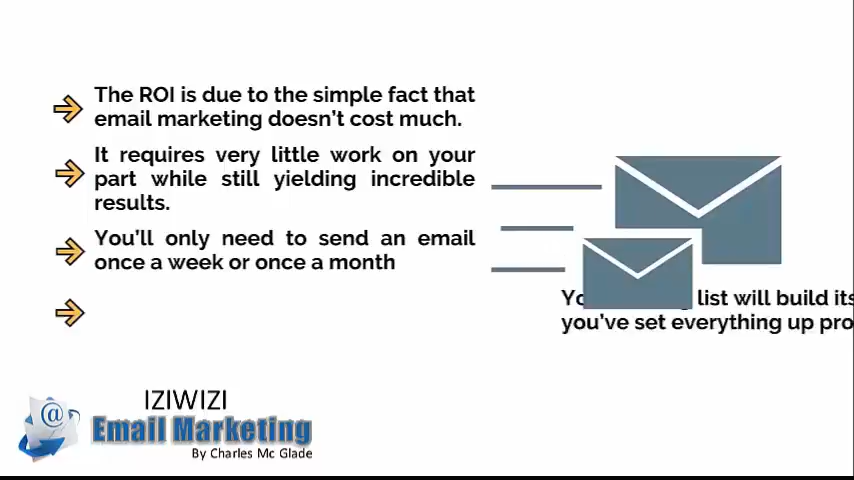 The ROI is due to the simple fact that
email marketing doesn't cost much.
It requires very little work on your
part while still yielding incredible
results.
You'll only need to send an email
once a week or once a month
list will build
you've set everything up
IZIWIZI
Email Marketing
By Charles Mc Glade